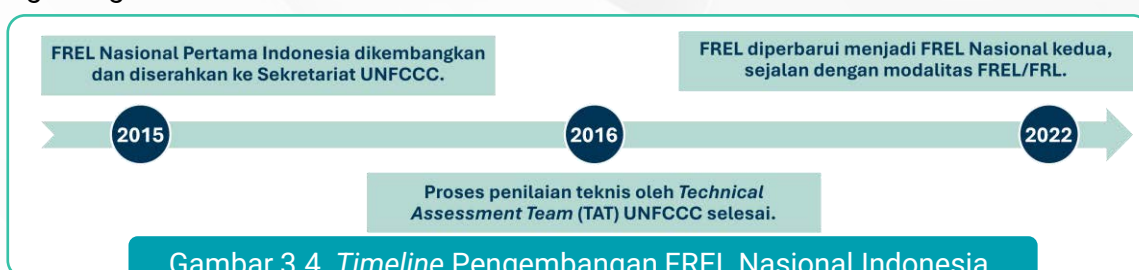 FREL Nasional Pertama Indonesia dikembangkan
dan diserahkan ke Sekretariat UNFCCC.
FREL diperbarui menjadi FREL Nasional kedua,
sejalan dengan modalitas FREL/FRL.
2015
2016
2022
Proses penilaian teknis oleh Technical
Assessment Team (TAT) UNFCCC selesai.
Gambar 3.4. Timeline Pengembangan FREL Nasional Indonesia